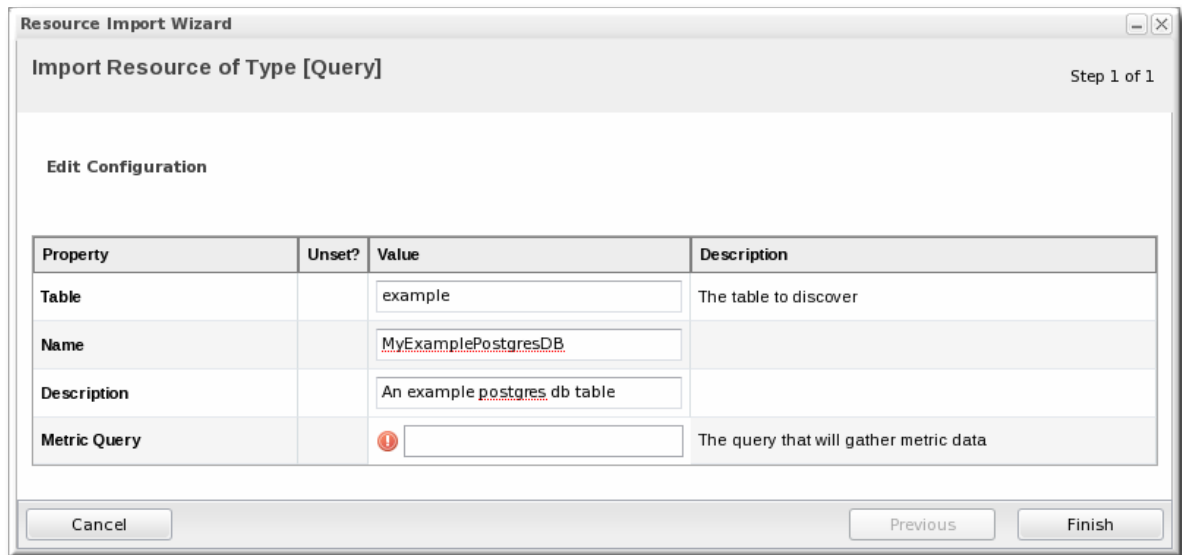 Resource Import Wizard
Import Resource of Type [Query]
Step 1 of 1
Edit Configuration
Property Unset? Value Description
Table example The table to discover
Name MyExamplePostgresDB
Description An example postgres db table
Metric Query The query that will gather metric data
Cancel Previous Finish